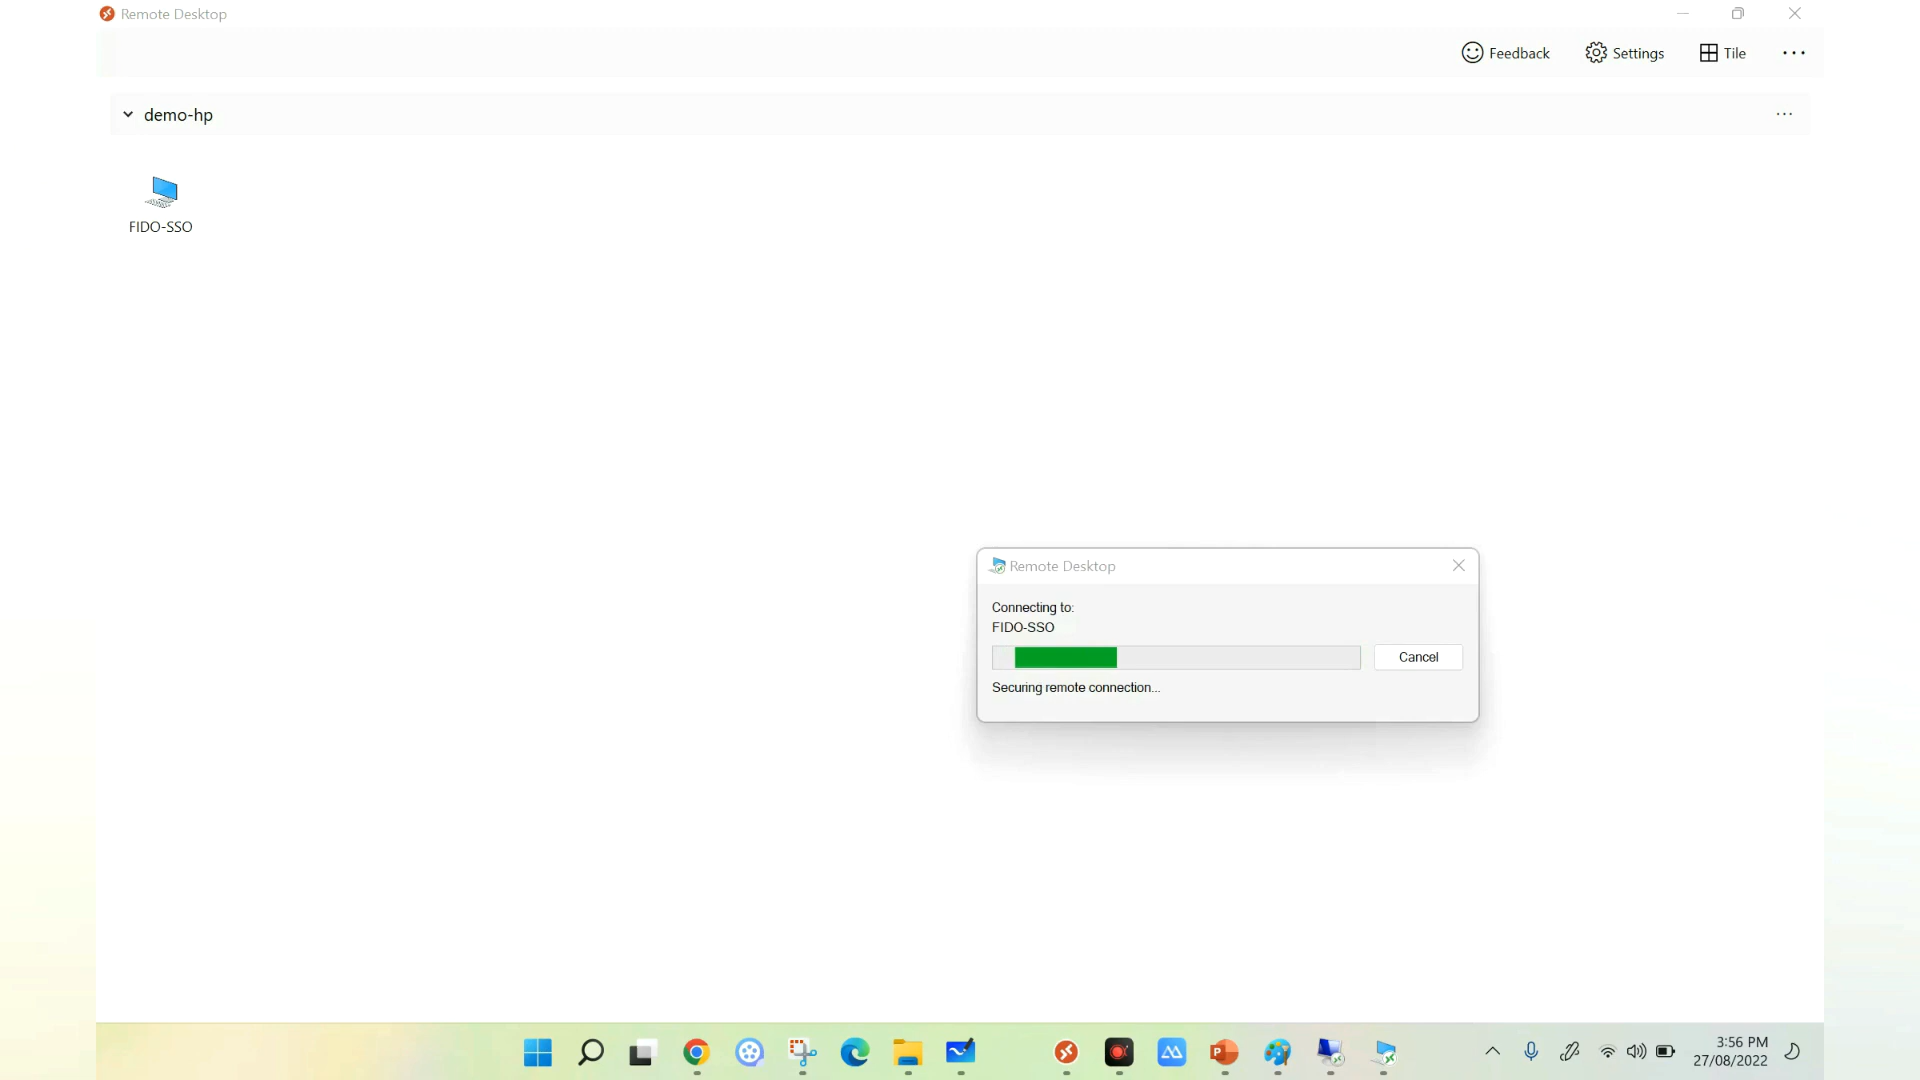 Remote Desktop
Feedback
Settings
Tile
demo-hp
FIDO-SSO
Remote Desktop
Connecting to:
FIDO-SSO
Cancel
Securing remote connection...
3:56 PM
27/08/2022